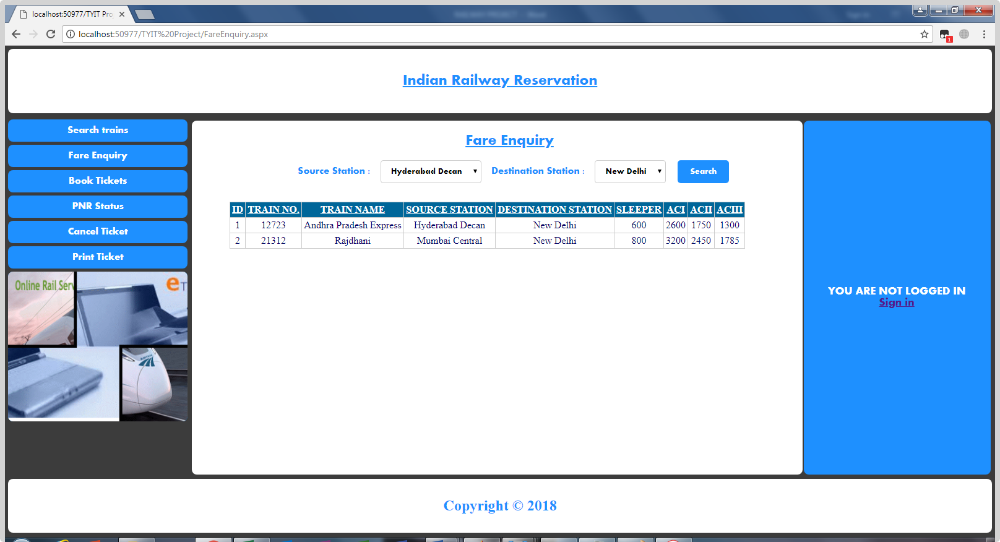 localhost:50977/TYIT Pro
localhost:50977/TYIT%20Project/FareEnquiry.aspx
1
Indian Railway Reservation
Search trains
Fare Enquiry
Book Tickets
PNR Status
Cancel Ticket
Print Ticket
Online Rail Serv
eT
Fare Enquiry
Source Station : Hyderabad Decan Destination Station : New Delhi Search
ID TRAIN NO. TRAIN NAME SOURCE STATION DESTINATION STATION SLEEPER ACI ACII ACIII
1 12723 Andhra Pradesh Express Hyderabad Decan New Delhi 600 2600 1750 1300
2 21312 Rajdhani Mumbai Central New Delhi 800 3200 2450 1785
YOU ARE NOT LOGGED IN
Sign in
Copyright © 2018